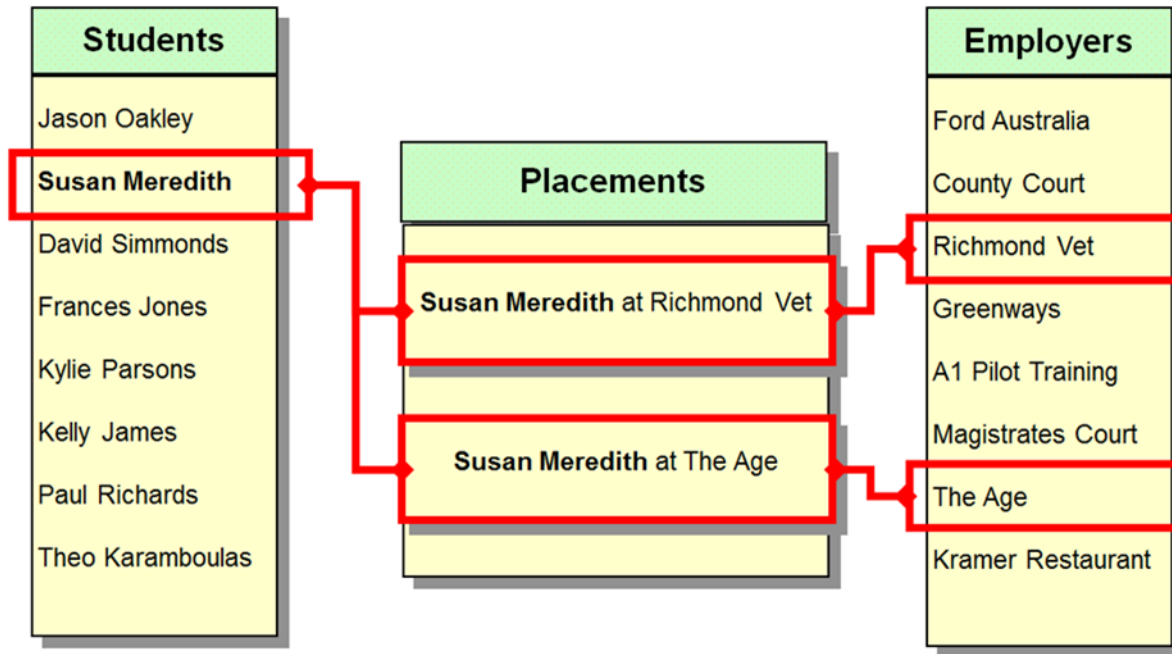 Students
Jason Oakley
Susan Meredith
David Simmonds
Frances Jones
Kylie Parsons
Kelly James
Paul Richards
Theo Karamboulas
Placements
Susan Meredith at Richmond Vet
Susan Meredith at The Age
Employers
Ford Australia
County Court
Richmond Vet
Greenways
A1 Pilot Training
Magistrates Court
The Age
Kramer Restaurant